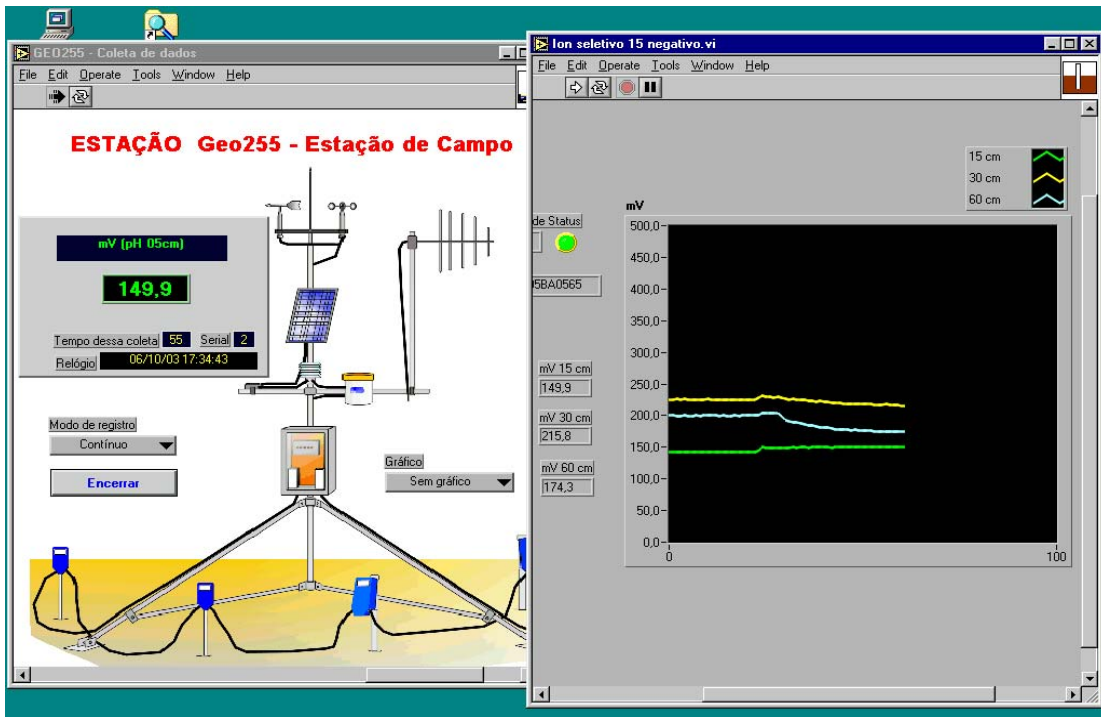 GEO255 - Coleta de dados
File Edit Operate Tools Window Help
ESTAÇÃO Geo255 - Estação de Campo
mV (pH 05cm)
149,9
Tempo dessa coleta 55 Serial 2
Relógio 06/10/03 17:34:43
Modo de registro
Contínuo
Encerrar
Gráfico
Sem gráfico
Ion seletivo 15 negativo.vi
File Edit Operate Tools Window Help
15 cm
30 cm
60 cm
de Status
mV
500,0
450,0
400,0
350,0
300,0
250,0
200,0
150,0
100,0
50,0
0,0
0 100
05BA0565
mV 15 cm
149,9
mV 30 cm
215,8
mV 60 cm
174,3